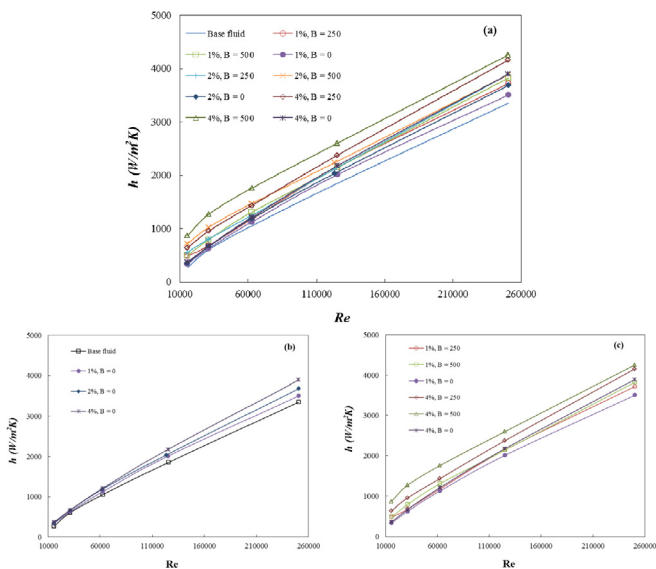 (a)
Base fluid
1%, B = 250
1%, B = 500
1%, B = 0
2%, B = 250
2%, B = 500
2%, B = 0
4%, B = 250
4%, B = 500
4%, B = 0
h (W/m²K)
5000
4000
3000
2000
1000
0
10000 60000 110000 160000 210000 260000
Re
(b)
Base fluid
1%, B = 0
2%, B = 0
4%, B = 0
h (W/m²K)
5000
4000
3000
2000
1000
0
10000 60000 110000 160000 210000 260000
Re
(c)
1%, B = 250
1%, B = 500
1%, B = 0
4%, B = 250
4%, B = 500
4%, B = 0
h (W/m²K)
5000
4000
3000
2000
1000
0
10000 60000 110000 160000 210000 260000
Re